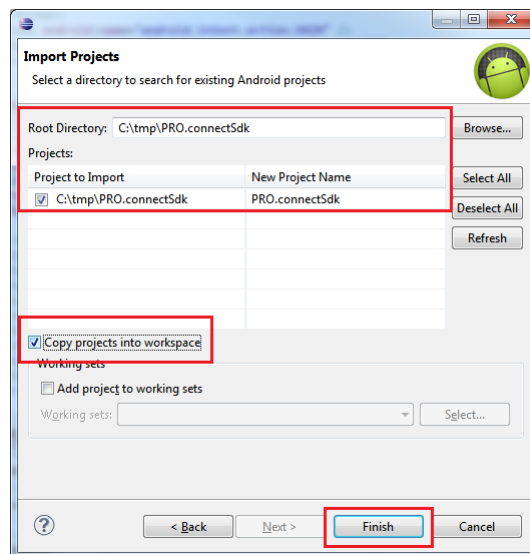 Import Projects
Select a directory to search for existing Android projects
Root Directory: C:\tmp\PRO.connectSdk Browse...
Projects:
Project to Import New Project Name Select All
C:\tmp\PRO.connectSdk PRO.connectSdk
Deselect All
Refresh
Copy projects into workspace
Working sets
Add project to working sets
Working sets: Select...
? < Back Next > Finish Cancel